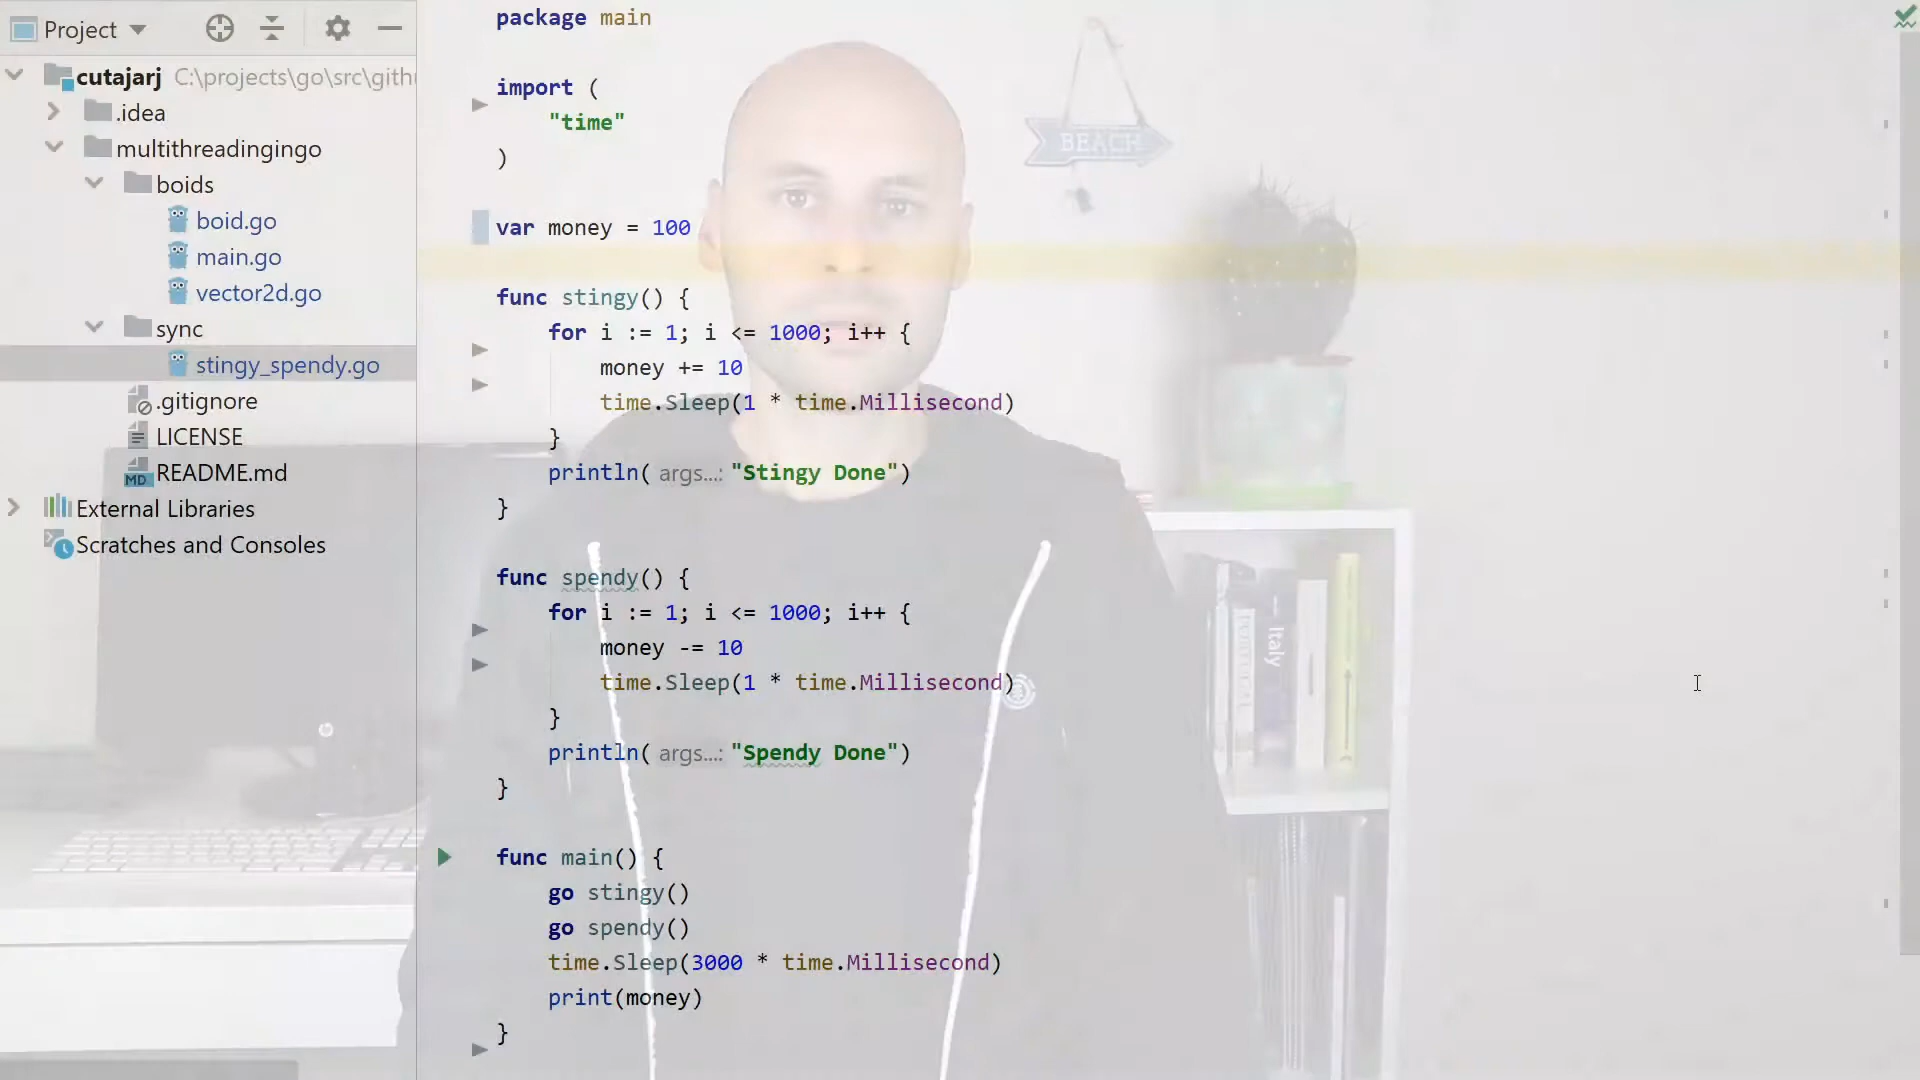 Project
cutajarj C:\projects\go\src\gith
.idea
multithreadingingo
boids
boid.go
main.go
vector2d.go
sync
stingy_spendy.go
.gitignore
LICENSE
MD README.md
External Libraries
Scratches and Consoles
package main
import (
"time"
)
var money = 100
func stingy() {
for i := 1; i <= 1000; i++ {
money += 10
time.Sleep(1 * time.Millisecond)
}
println( args...: "Stingy Done")
}
func spendy() {
for i := 1; i <= 1000; i++ {
money -= 10
time.Sleep(1 * time.Millisecond)
}
println( args...: "Spendy Done")
}
func main() {
go stingy()
go spendy()
time.Sleep(3000 * time.Millisecond)
print(money)
}
BEACH
PORTUGAL
Italy